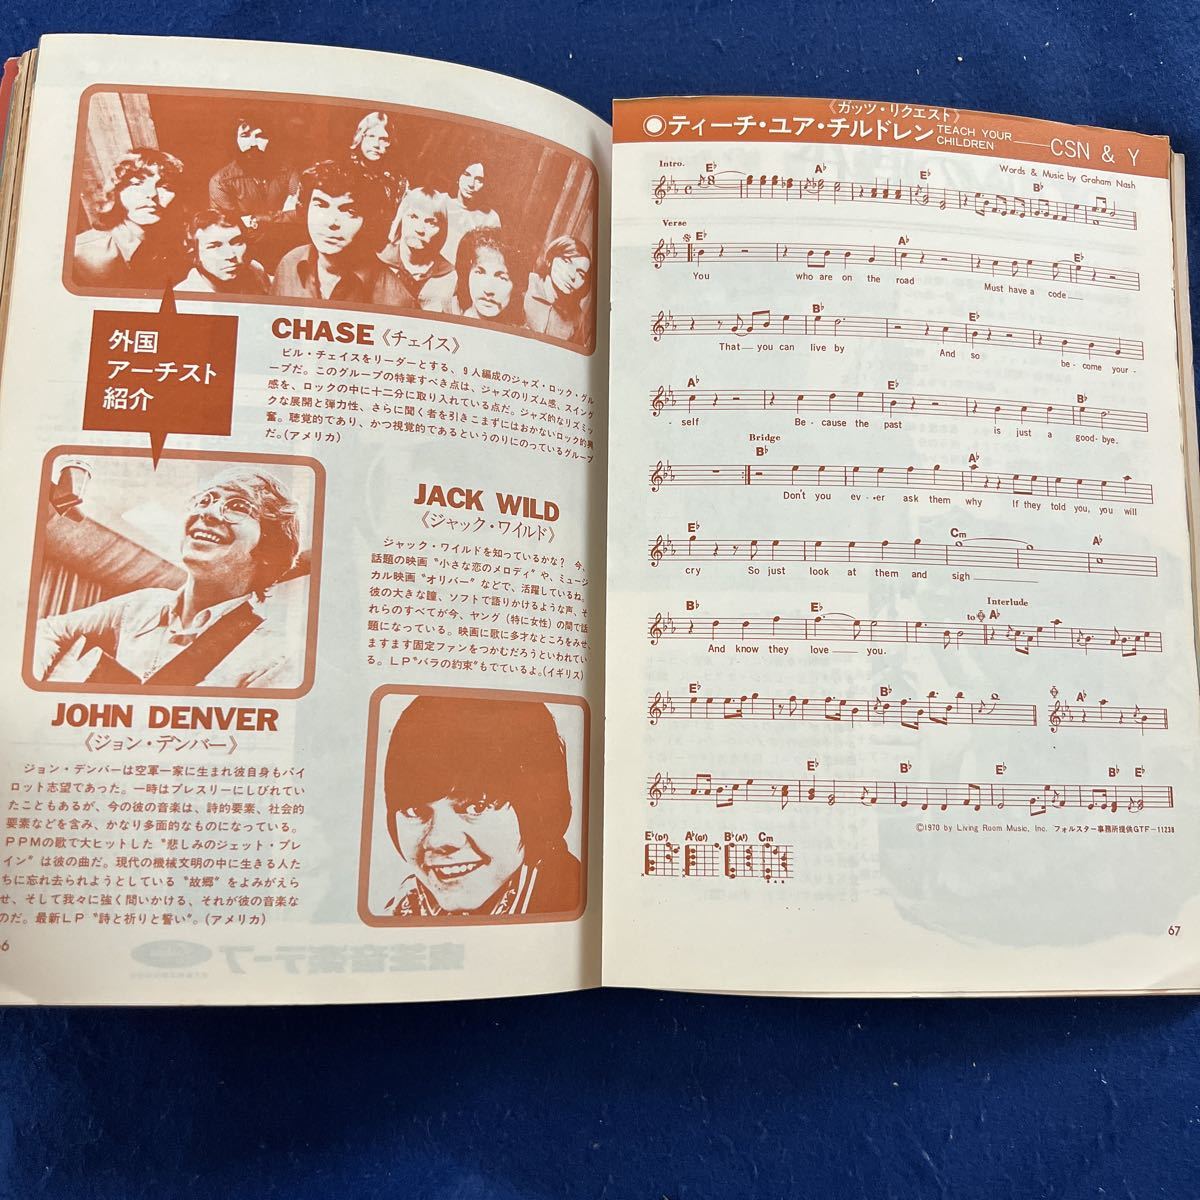 外国
アーチスト
紹介
CHASE《チェイス》
ビル・チェイスをリーダーとする、9人編成のジャズ・ロック・グル
ープだ。このグループの特筆すべき点は、ジャズのリズム感、スイング
感を、ロックの中に十二分に取り入れている点だ。ジャズ的なリズミッ
クな展開と弾力性、さらに聞く者を引きこまずにはおかないロック的興
奮。聴覚的であり、かつ視覚的であるというのりにのっているグループ
だ。(アメリカ)
JACK WILD
《ジャック・ワイルド》
ジャック・ワイルドを知っているかな? 今、
話題の映画“小さな恋のメロディ”や、ミュージ
カル映画“オリバー”などで、活躍しているね。
彼の大きな瞳、ソフトで語りかけるような声、そ
れらのすべてが今、ヤング(特に女性)の間で話
題になっている。映画に歌に多才なところをみせ、
ますます固定ファンをつかむだろうといわれてい
る。LP“バラの約束”もでているよ。(イギリス)
JOHN DENVER
《ジョン・デンバー》
ジョン・デンバーは空軍一家に生まれ彼自身もパイ
ロット志望であった。一時はプレスリーにしびれてい
たこともあるが、今の彼の音楽は、詩的要素、社会的
要素などを含み、かなり多面的なものになっている。
PPMの歌で大ヒットした“悲しみのジェット・プレ
イン”は彼の曲だ。現代の機械文明の中に生きる人た
ちに忘れ去られようとしている“故郷”をよみがえら
せ、そして我々に強く問いかける、それが彼の音楽な
のだ。最新LP“詩と祈りと誓い”。(アメリカ)
6
《ガッツ・リクエスト》
◉ティーチ・ユア・チルドレン TEACH YOUR CHILDREN ── CSN & Y
Words & Music by Graham Nash
Intro.
E♭ A♭ E♭ B♭
Verse
E♭ A♭ E♭
You who are on the road Must have a code
B♭ E♭
That you can live by And so be- come your-
A♭ E♭ B♭
self Be- cause the past is just a good-bye.
Bridge
B♭ A♭
Don't you ev-er ask them why If they told you, you will
E♭ Cm A♭
cry So just look at them and sigh
Interlude
B♭ E♭ to A♭
And know they love you.
E♭ B♭ A♭
E♭ B♭ E♭
©1970 by Living Room Music, Inc. フォルスター事務所提供GTF-11238
E♭(D♯) A♭(G♯) B♭(A♯) Cm
67